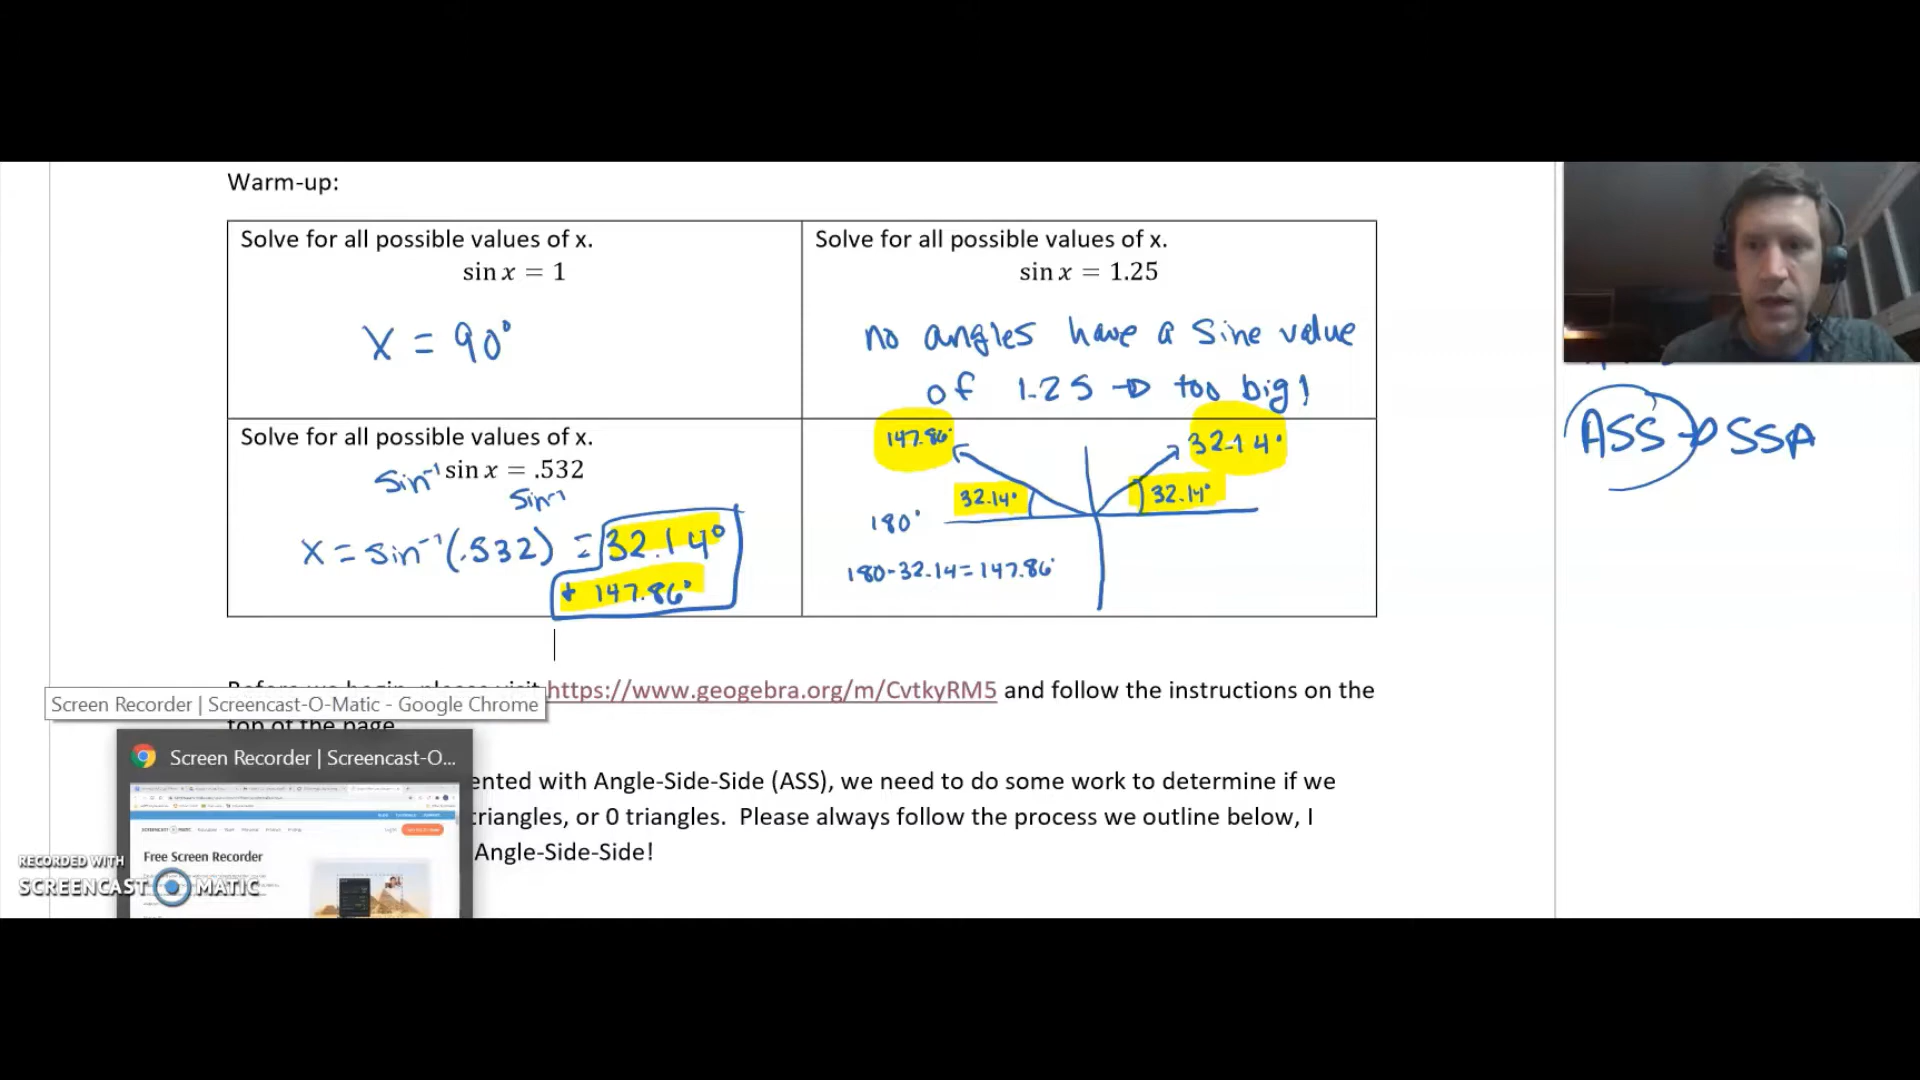 Warm-up:
Solve for all possible values of x.
sin x = 1
x = 90°
Solve for all possible values of x.
sin x = 1.25
no angles have a sine value
of 1.25 → too big!
Solve for all possible values of x.
sin⁻¹ sin x = .532
sin⁻¹
x = sin⁻¹(.532) = 32.14°
+ 147.86°
147.86°
32.14°
32.14°
32.14°
180°
180-32.14=147.86°
ASS → SSA
https://www.geogebra.org/m/CvtkyRM5 and follow the instructions on the
top of the page
Screen Recorder | Screencast-O-Matic - Google Chrome
Screen Recorder | Screencast-O...
ented with Angle-Side-Side (ASS), we need to do some work to determine if we
triangles, or 0 triangles. Please always follow the process we outline below, I
Angle-Side-Side!
Free Screen Recorder
RECORDED WITH
SCREENCAST MATIC